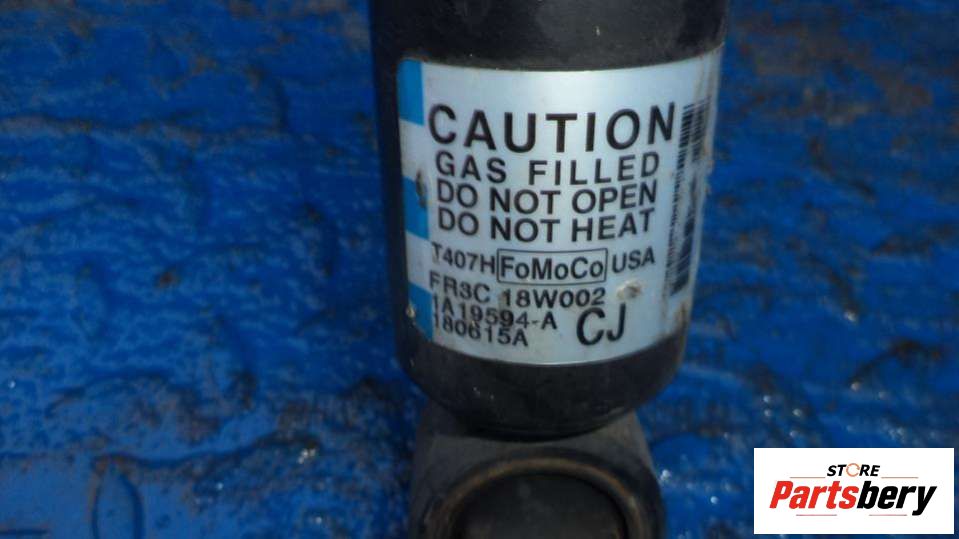 CAUTION
GAS FILLED
DO NOT OPEN
DO NOT HEAT
T407H FoMoCo USA
FR3C 18W002
1A19594-A CJ
180615A
STORE
Partsbery